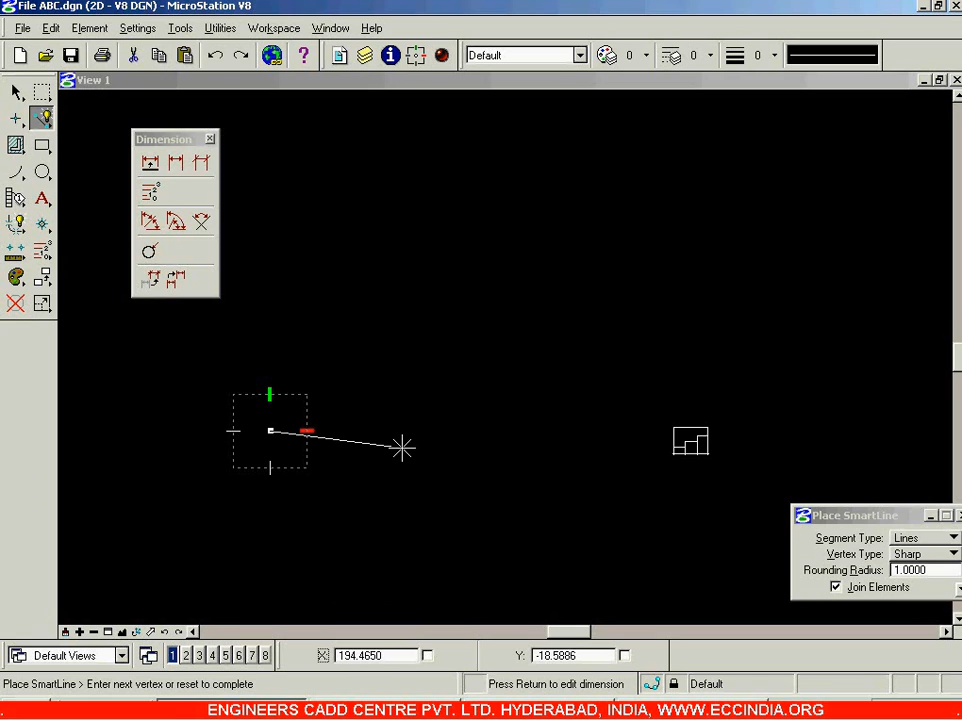 File ABC.dgn (2D - V8 DGN) - MicroStation V8
File Edit Element Settings Tools Utilities Workspace Window Help
Default 0 0 0
View 1
Dimension
Place SmartLine
Segment Type: Lines
Vertex Type: Sharp
Rounding Radius: 1.0000
Join Elements
Default Views 1 2 3 4 5 6 7 8 X: 194.4650 Y: -18.5886
Place SmartLine > Enter next vertex or reset to complete Press Return to edit dimension Default
ENGINEERS CADD CENTRE PVT. LTD. HYDERABAD, INDIA, WWW.ECCINDIA.ORG